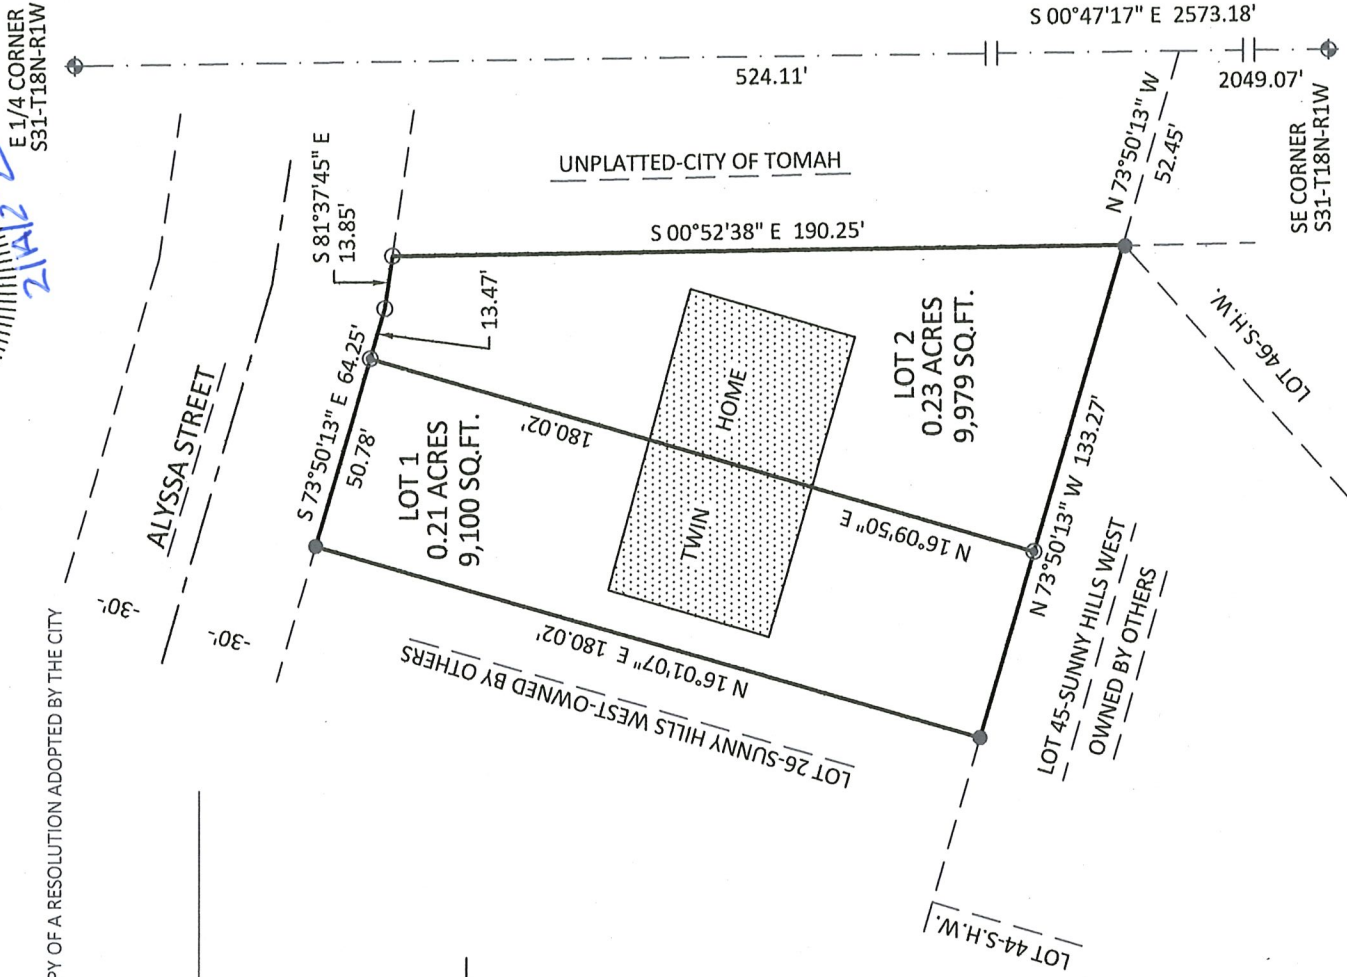 S 00°47'17" E 2573.18'
E 1/4 CORNER
S31-T18N-R1W
524.11'
2049.07'
SE CORNER
S31-T18N-R1W
N 73°50'13" W
52.45'
UNPLATTED-CITY OF TOMAH
S 81°37'45" E
13.85'
S 00°52'38" E 190.25'
13.47'
ALYSSA STREET
S 73°50'13" E 64.25'
50.78'
LOT 1
0.21 ACRES
9,100 SQ.FT.
180.02'
N 16°09'50" E
TWIN HOME
LOT 2
0.23 ACRES
9,979 SQ.FT.
LOT 46-S.H.W.
N 73°50'13" W 133.27'
N 16°01'07" E 180.02'
LOT 26-SUNNY HILLS WEST-OWNED BY OTHERS
LOT 45-SUNNY HILLS WEST
OWNED BY OTHERS
LOT 44-S.H.W.
-30'-
-30'-
PY OF A RESOLUTION ADOPTED BY THE CITY